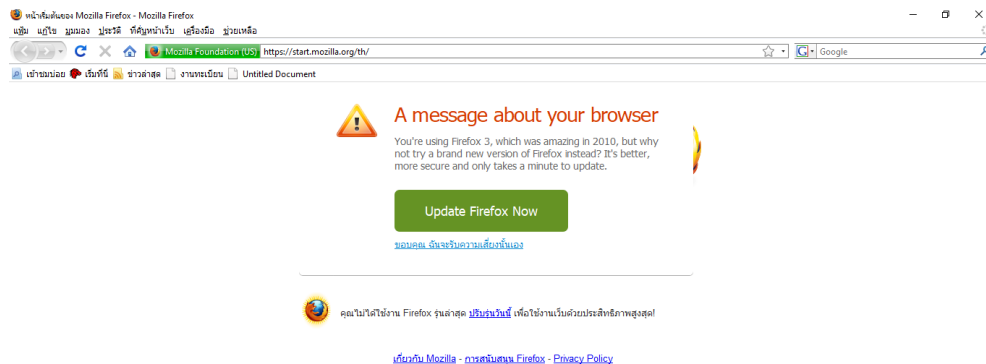 หน้าเริ่มต้นของ Mozilla Firefox - Mozilla Firefox
แฟ้ม แก้ไข มุมมอง ประวัติ ที่คั่นหน้าเว็บ เครื่องมือ ช่วยเหลือ
Mozilla Foundation (US) https://start.mozilla.org/th/ Google
เข้าชมบ่อย เริ่มที่นี่ ข่าวล่าสุด งานทะเบียน Untitled Document
A message about your browser
You're using Firefox 3, which was amazing in 2010, but why
not try a brand new version of Firefox instead? It's better,
more secure and only takes a minute to update.
Update Firefox Now
ขอบคุณ ฉันจะรับความเสี่ยงนั้นเอง
คุณไม่ได้ใช้งาน Firefox รุ่นล่าสุด ปรับรุ่นวันนี้ เพื่อใช้งานเว็บด้วยประสิทธิภาพสูงสุด!
เกี่ยวกับ Mozilla - การสนับสนุน Firefox - Privacy Policy